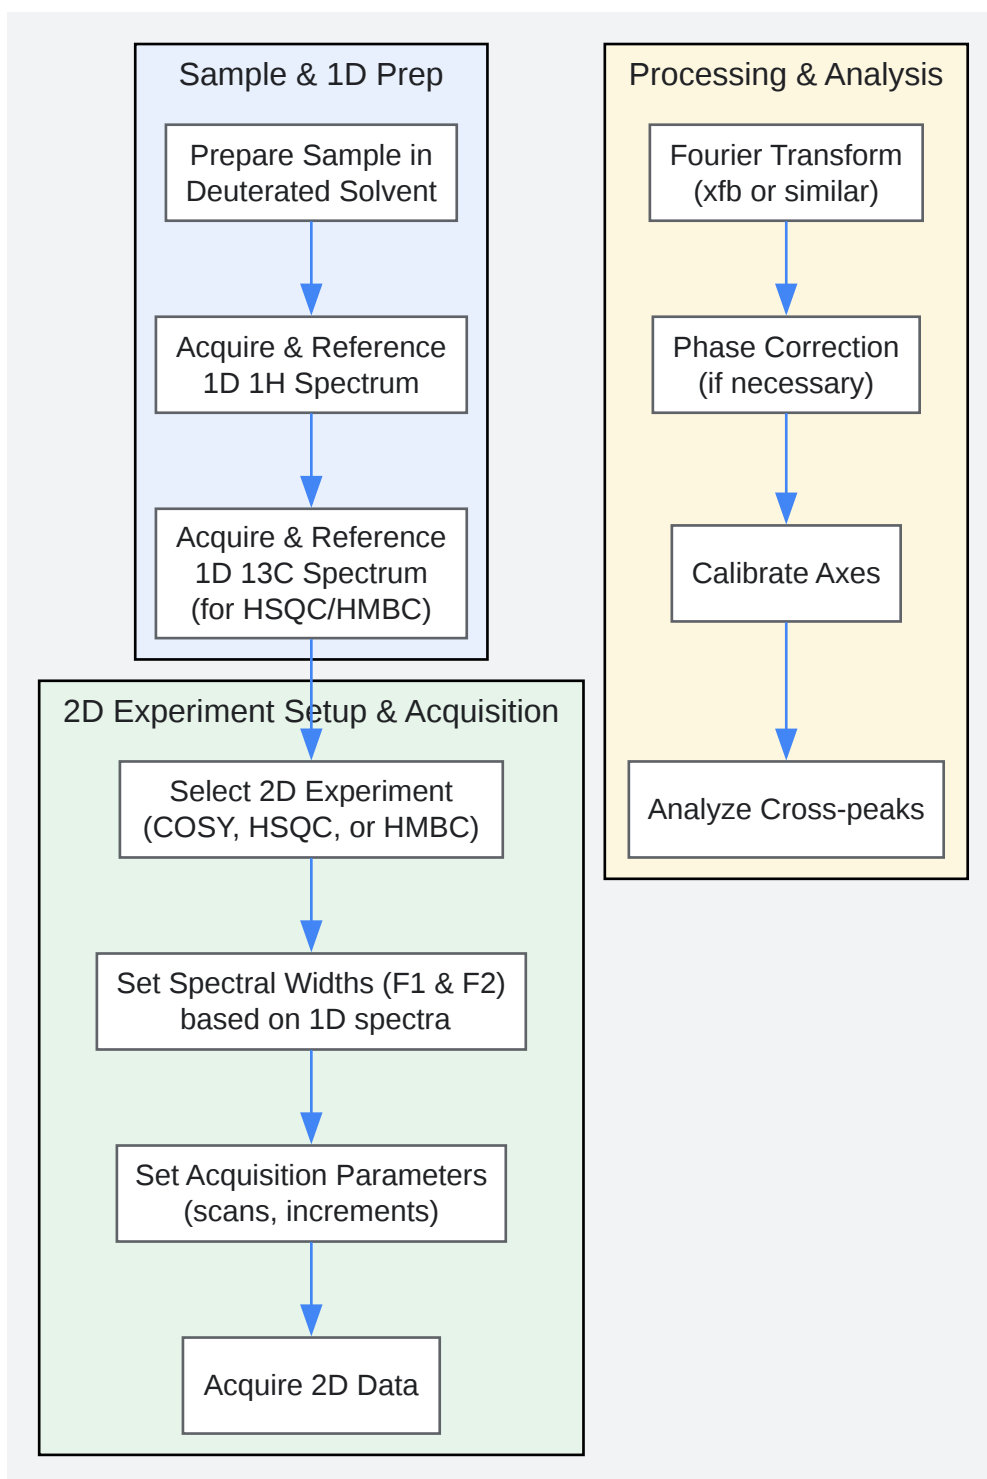 Sample & 1D Prep
Prepare Sample in
Deuterated Solvent
Acquire & Reference
1D 1H Spectrum
Acquire & Reference
1D 13C Spectrum
(for HSQC/HMBC)
2D Experiment Setup & Acquisition
Select 2D Experiment
(COSY, HSQC, or HMBC)
Set Spectral Widths (F1 & F2)
based on 1D spectra
Set Acquisition Parameters
(scans, increments)
Acquire 2D Data
Processing & Analysis
Fourier Transform
(xfb or similar)
Phase Correction
(if necessary)
Calibrate Axes
Analyze Cross-peaks